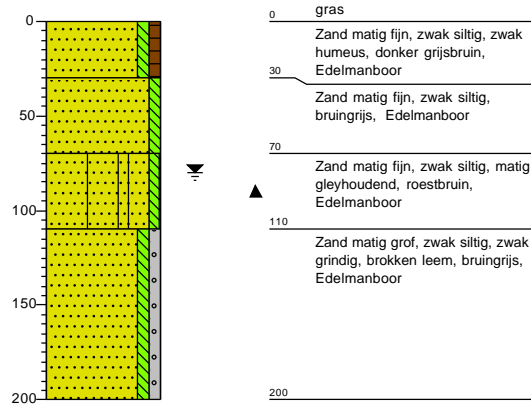 0
50
100
150
200
0
gras
Zand matig fijn, zwak siltig, zwak
humeus, donker grijsbruin,
Edelmanboor
30
Zand matig fijn, zwak siltig,
bruingrijs, Edelmanboor
70
Zand matig fijn, zwak siltig, matig
gleyhoudend, roestbruin,
Edelmanboor
110
Zand matig grof, zwak siltig, zwak
grindig, brokken leem, bruingrijs,
Edelmanboor
200